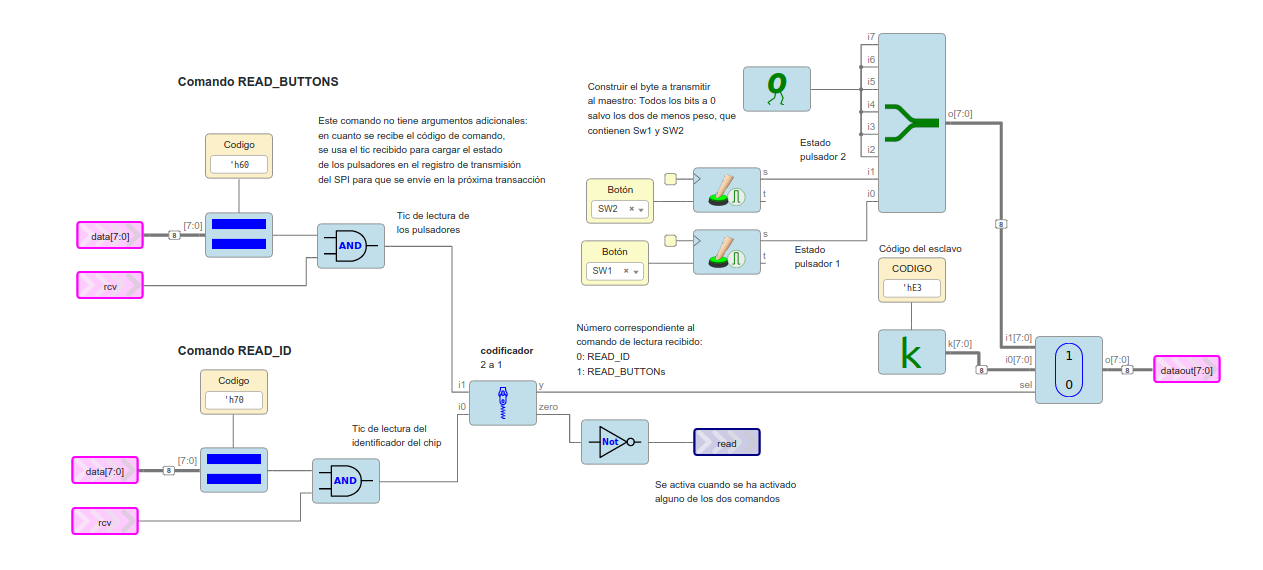 Comando READ_BUTTONS
Este comando no tiene argumentos adicionales:
en cuanto se recibe el código de comando,
se usa el tic recibido para cargar el estado
de los pulsadores en el registro de transmisión
del SPI para que se envíe en la próxima transacción
Codigo
'h60
data[7:0]
8
[7:0]
AND
rcv
Tic de lectura de
los pulsadores
Construir el byte a transmitir
al maestro: Todos los bits a 0
salvo los dos de menos peso, que
contienen Sw1 y SW2
0
i7
i6
i5
i4
i3
i2
i1
i0
o[7:0]
8
Estado
pulsador 2
Botón
SW2
s
t
Botón
SW1
s
t
Estado
pulsador 1
Código del esclavo
CODIGO
'hE3
k
k[7:0]
8
i1[7:0]
i0[7:0]
sel
1
0
o[7:0]
8
dataout[7:0]
Comando READ_ID
Codigo
'h70
data[7:0]
8
[7:0]
AND
rcv
Tic de lectura del
identificador del chip
codificador
2 a 1
i1
i0
y
zero
Número correspondiente al
comando de lectura recibido:
0: READ_ID
1: READ_BUTTONs
Not
read
Se activa cuando se ha activado
alguno de los dos comandos